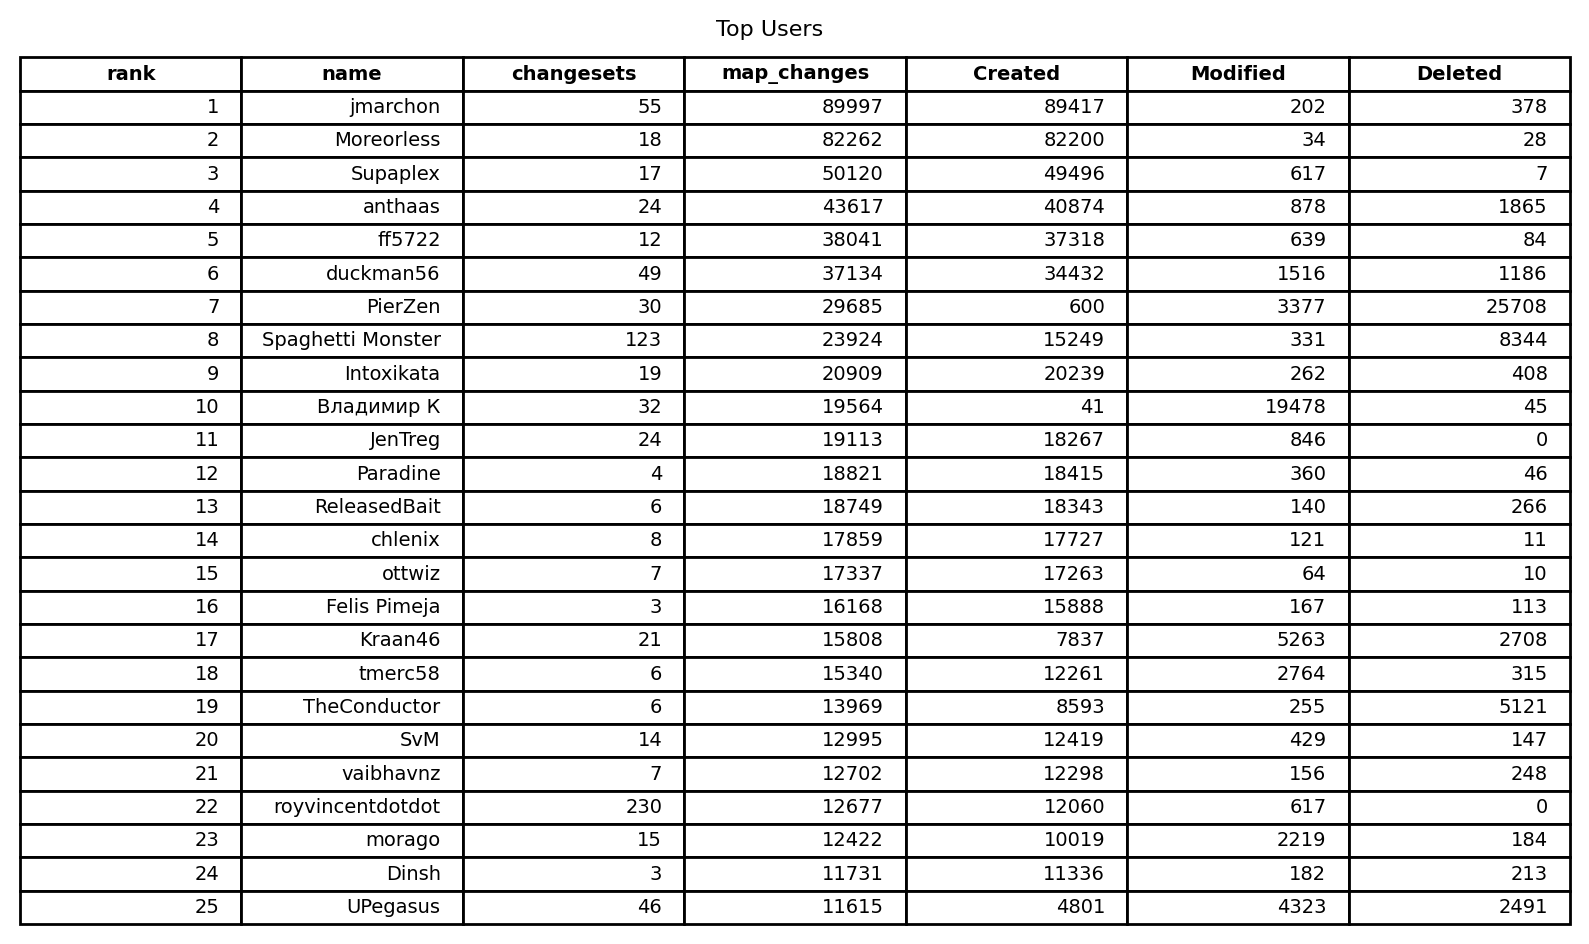 Top Users
rank name changesets map_changes Created Modified Deleted
1 jmarchon 55 89997 89417 202 378
2 Moreorless 18 82262 82200 34 28
3 Supaplex 17 50120 49496 617 7
4 anthaas 24 43617 40874 878 1865
5 ff5722 12 38041 37318 639 84
6 duckman56 49 37134 34432 1516 1186
7 PierZen 30 29685 600 3377 25708
8 Spaghetti Monster 123 23924 15249 331 8344
9 Intoxikata 19 20909 20239 262 408
10 Владимир К 32 19564 41 19478 45
11 JenTreg 24 19113 18267 846 0
12 Paradine 4 18821 18415 360 46
13 ReleasedBait 6 18749 18343 140 266
14 chlenix 8 17859 17727 121 11
15 ottwiz 7 17337 17263 64 10
16 Felis Pimeja 3 16168 15888 167 113
17 Kraan46 21 15808 7837 5263 2708
18 tmerc58 6 15340 12261 2764 315
19 TheConductor 6 13969 8593 255 5121
20 SvM 14 12995 12419 429 147
21 vaibhavnz 7 12702 12298 156 248
22 royvincentdotdot 230 12677 12060 617 0
23 morago 15 12422 10019 2219 184
24 Dinsh 3 11731 11336 182 213
25 UPegasus 46 11615 4801 4323 2491